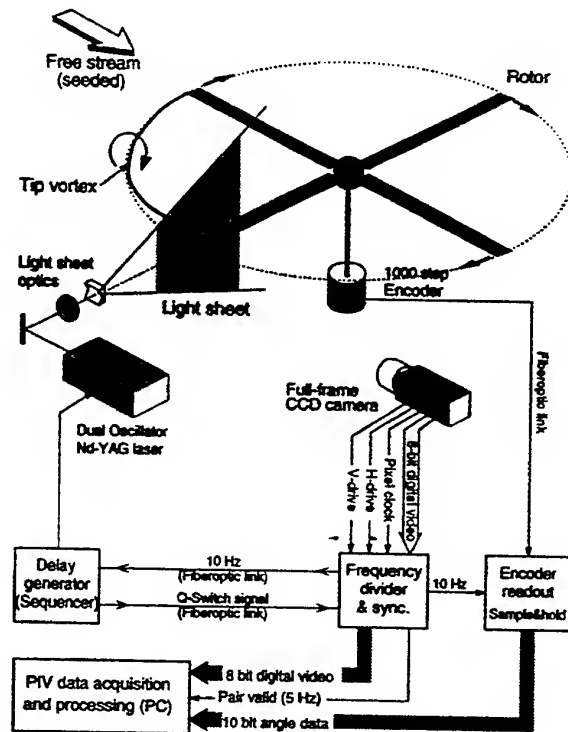 Free stream
(seeded)
Rotor
Tip vortex
Light sheet
optics
Light sheet
1000-step
Encoder
Fiberoptic link
Full-frame
CCD camera
Dual Oscillator
Nd-YAG laser
V-drive
H-drive
Pixel clock
8-bit digital video
Delay
generator
(Sequencer)
10 Hz
(Fiberoptic link)
Q-Switch signal
(Fiberoptic link)
Frequency
divider
& sync.
10 Hz
Encoder
readout
Sample&hold
PIV data acquisition
and processing (PC)
8 bit digital video
Pair valid (5 Hz)
10 bit angle data